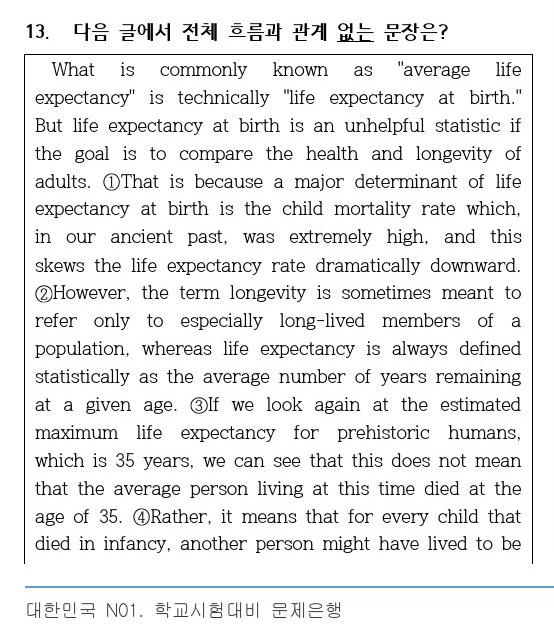 13. 다음 글에서 전체 흐름과 관계 없는 문장은?
What is commonly known as "average life
expectancy" is technically "life expectancy at birth."
But life expectancy at birth is an unhelpful statistic if
the goal is to compare the health and longevity of
adults. ①That is because a major determinant of life
expectancy at birth is the child mortality rate which,
in our ancient past, was extremely high, and this
skews the life expectancy rate dramatically downward.
②However, the term longevity is sometimes meant to
refer only to especially long-lived members of a
population, whereas life expectancy is always defined
statistically as the average number of years remaining
at a given age. ③If we look again at the estimated
maximum life expectancy for prehistoric humans,
which is 35 years, we can see that this does not mean
that the average person living at this time died at the
age of 35. ④Rather, it means that for every child that
died in infancy, another person might have lived to be
대한민국 N01. 학교시험대비 문제은행